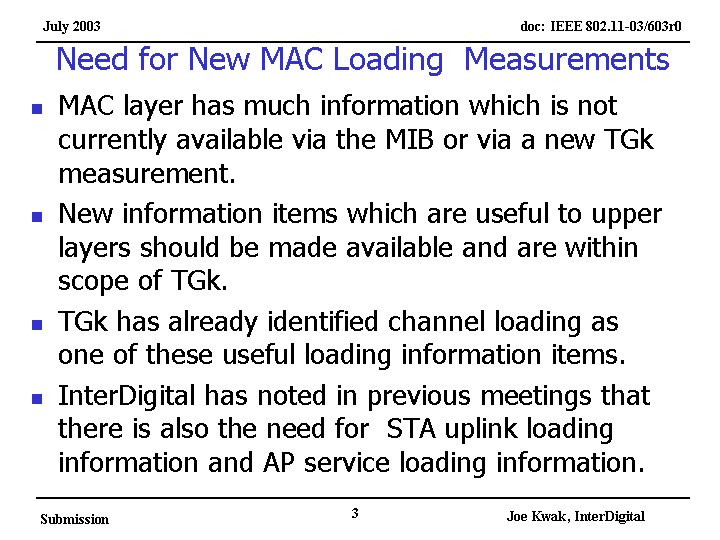 July 2003 doc: IEEE 802.11-03/603r0
Need for New MAC Loading Measurements
MAC layer has much information which is not
currently available via the MIB or via a new TGk
measurement.
New information items which are useful to upper
layers should be made available and are within
scope of TGk.
TGk has already identified channel loading as
one of these useful loading information items.
InterDigital has noted in previous meetings that
there is also the need for STA uplink loading
information and AP service loading information.
Submission 3 Joe Kwak, InterDigital